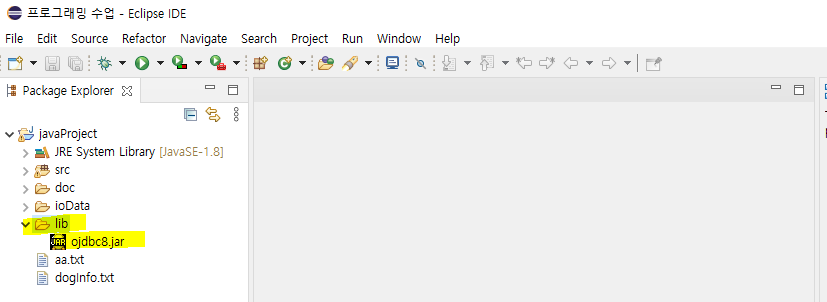 프로그래밍 수업 - Eclipse IDE
File Edit Source Refactor Navigate Search Project Run Window Help
Package Explorer
javaProject
JRE System Library [JavaSE-1.8]
src
doc
ioData
lib
JAR ojdbc8.jar
aa.txt
dogInfo.txt